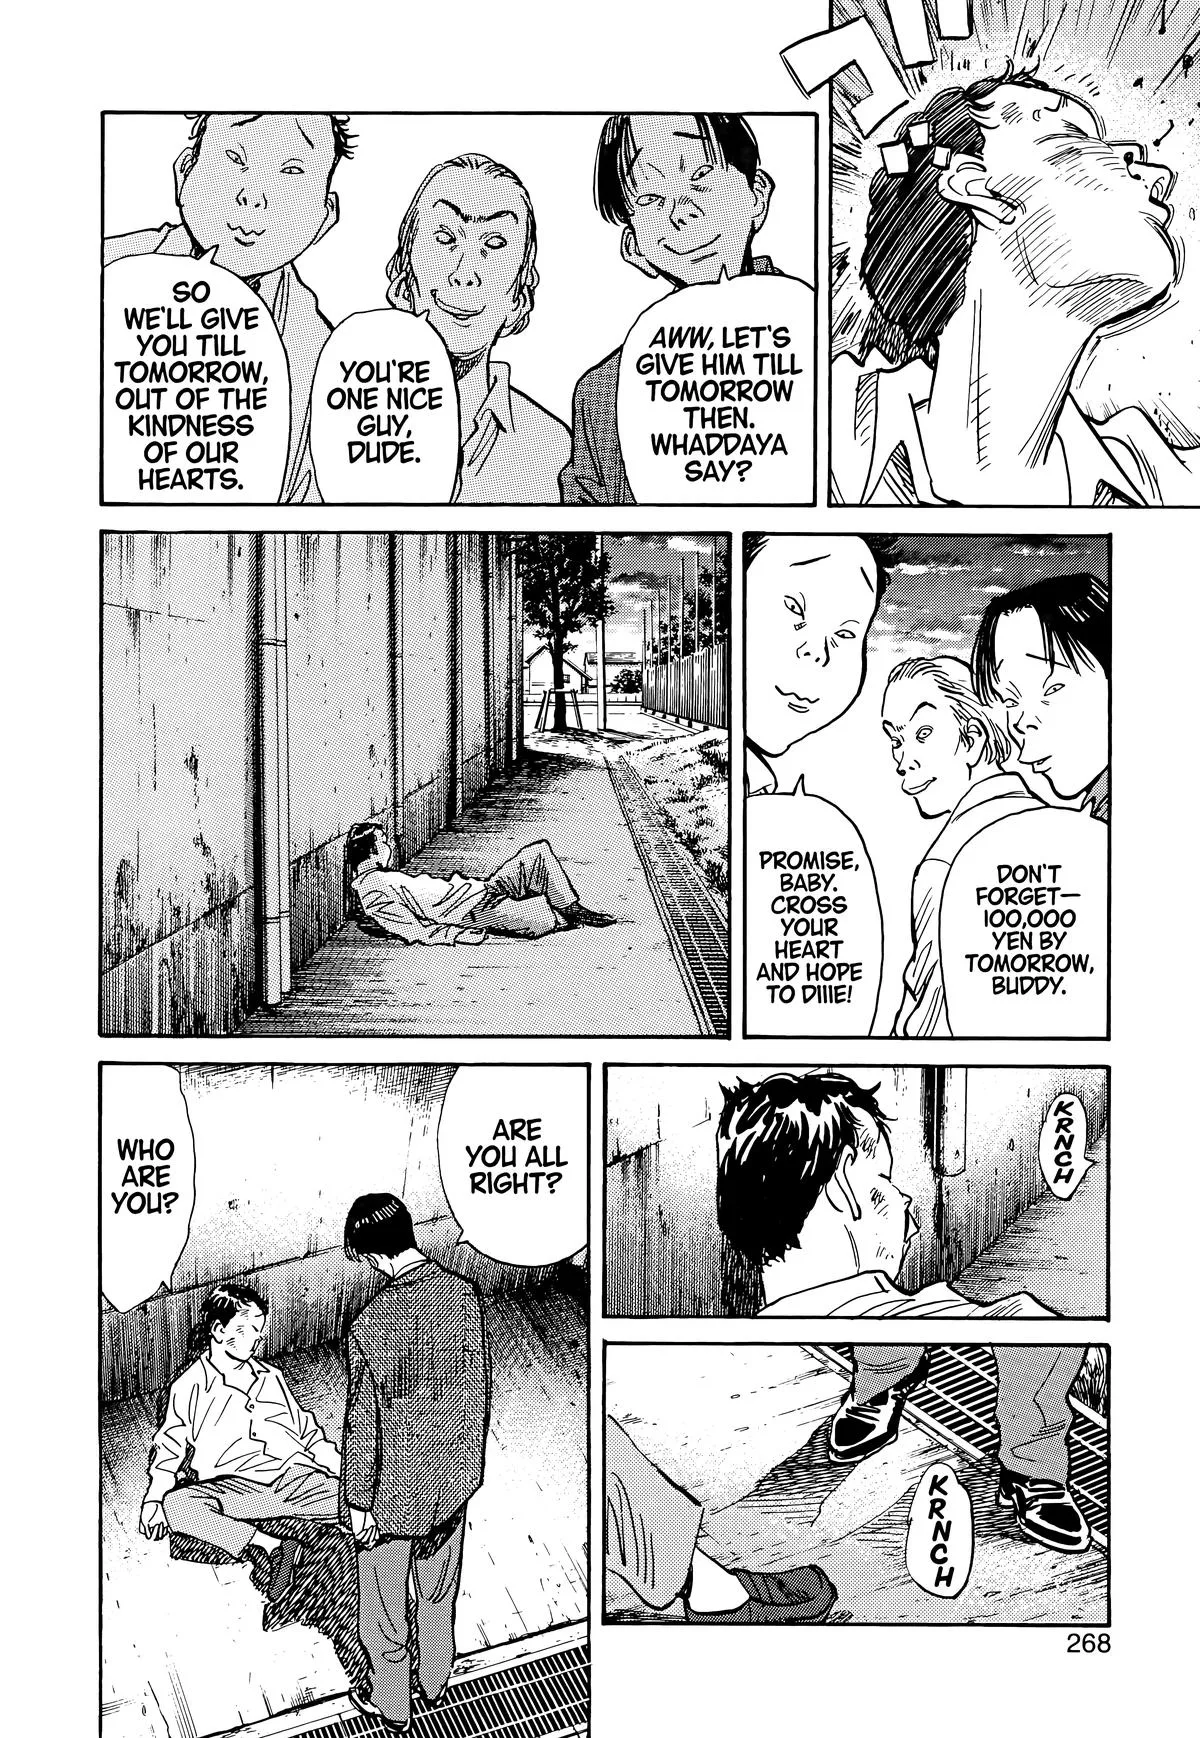 ゴッ
AWW, LET'S
GIVE HIM TILL
TOMORROW
THEN.
WHADDAYA
SAY?
YOU'RE
ONE NICE
GUY,
DUDE.
SO
WE'LL GIVE
YOU TILL
TOMORROW,
OUT OF THE
KINDNESS
OF OUR
HEARTS.
DON'T
FORGET—
100,000
YEN BY
TOMORROW,
BUDDY.
PROMISE,
BABY.
CROSS
YOUR
HEART
AND HOPE
TO DIIIE!
KRNCH
KRNCH
ARE
YOU ALL
RIGHT?
WHO
ARE
YOU?
268